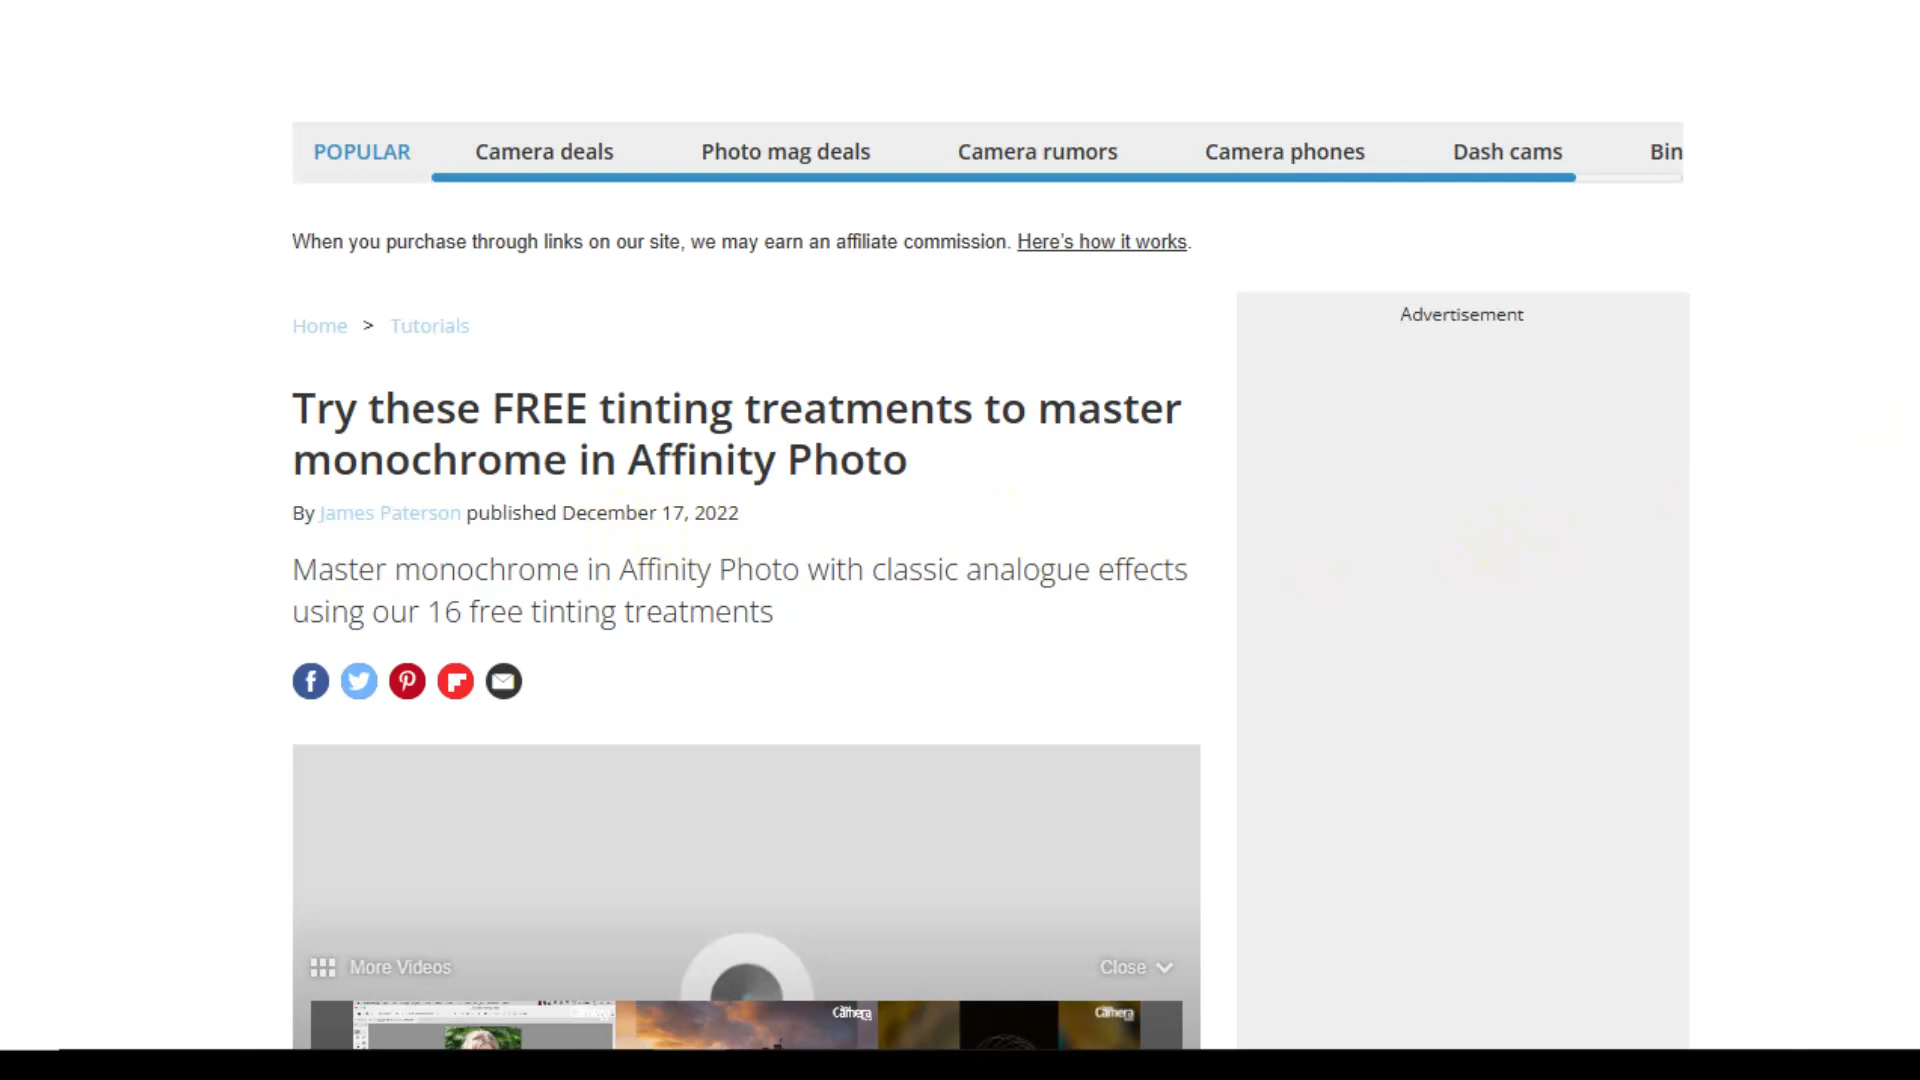 POPULAR Camera deals Photo mag deals Camera rumors Camera phones Dash cams Bin
When you purchase through links on our site, we may earn an affiliate commission. Here's how it works.
Advertisement
Home > Tutorials
Try these FREE tinting treatments to master
monochrome in Affinity Photo
By James Paterson published December 17, 2022
Master monochrome in Affinity Photo with classic analogue effects
using our 16 free tinting treatments
More Videos Close
Camera Camera Camera